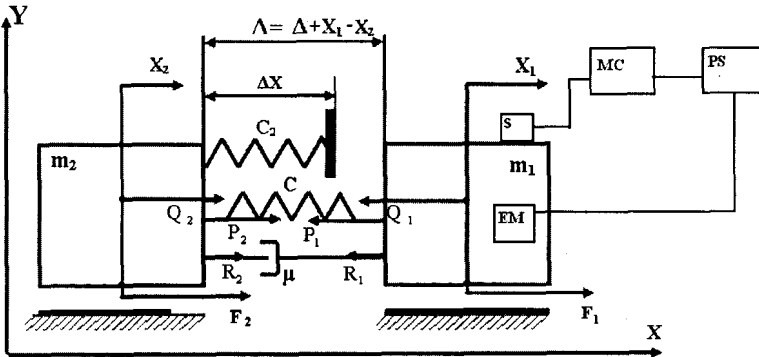 Y
Λ = Δ+X₁-X₂
X₂
ΔX
X₁
MC
PS
S
C₂
m₂
m₁
C
Q₂
Q₁
P₂
P₁
EM
R₂
μ
R₁
F₂
F₁
X